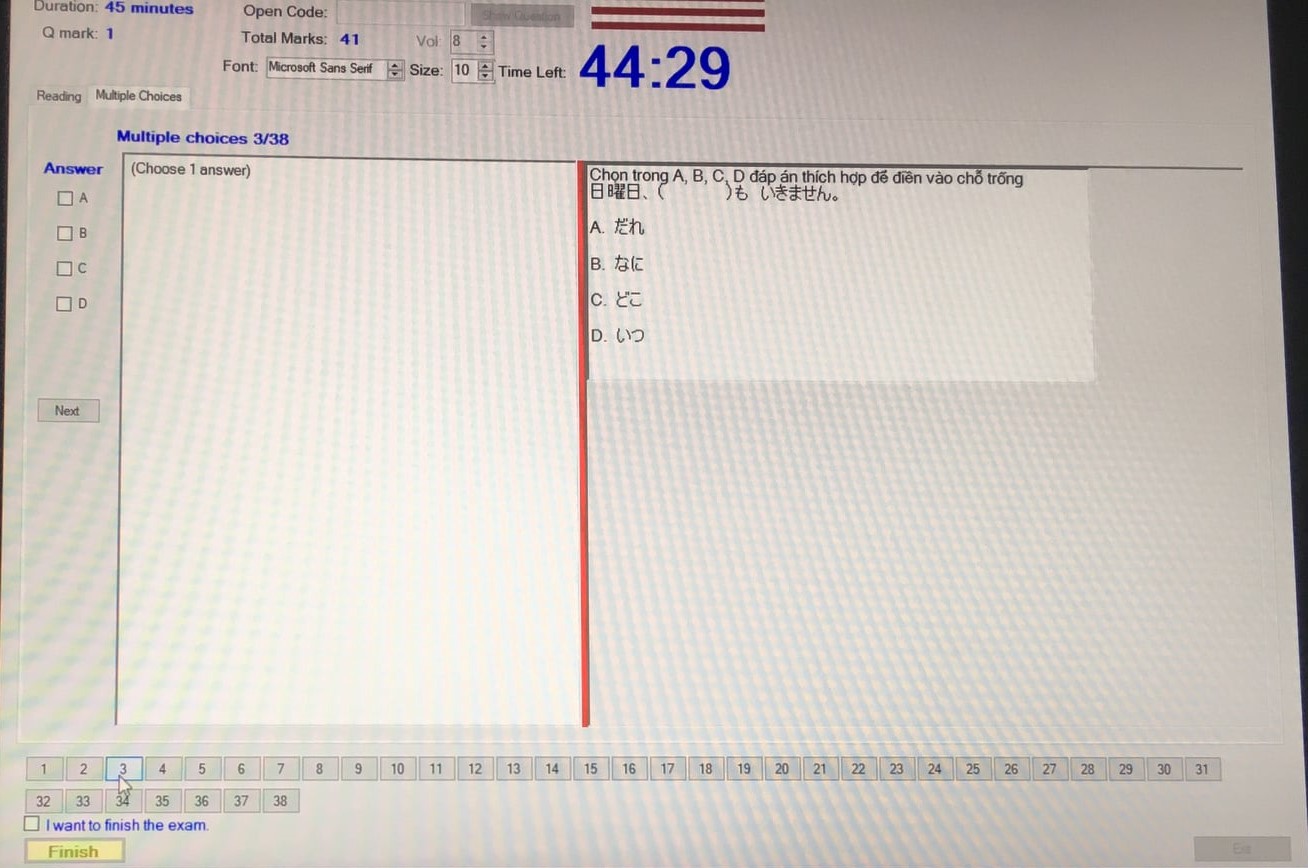 Duration: 45 minutes
Q mark: 1
Open Code:
Show Question
Total Marks: 41
Vol: 8
Font: Microsoft Sans Serif
Size: 10
Time Left: 44:29
Reading
Multiple Choices
Multiple choices 3/38
Answer
A
B
C
D
Next
(Choose 1 answer)
Chọn trong A, B, C, D đáp án thích hợp để điền vào chỗ trống
日曜日、( )も いきません。
A. だれ
B. なに
C. どこ
D. いつ
1 2 3 4 5 6 7 8 9 10 11 12 13 14 15 16 17 18 19 20 21 22 23 24 25 26 27 28 29 30 31
32 33 34 35 36 37 38
I want to finish the exam.
Finish
Exit